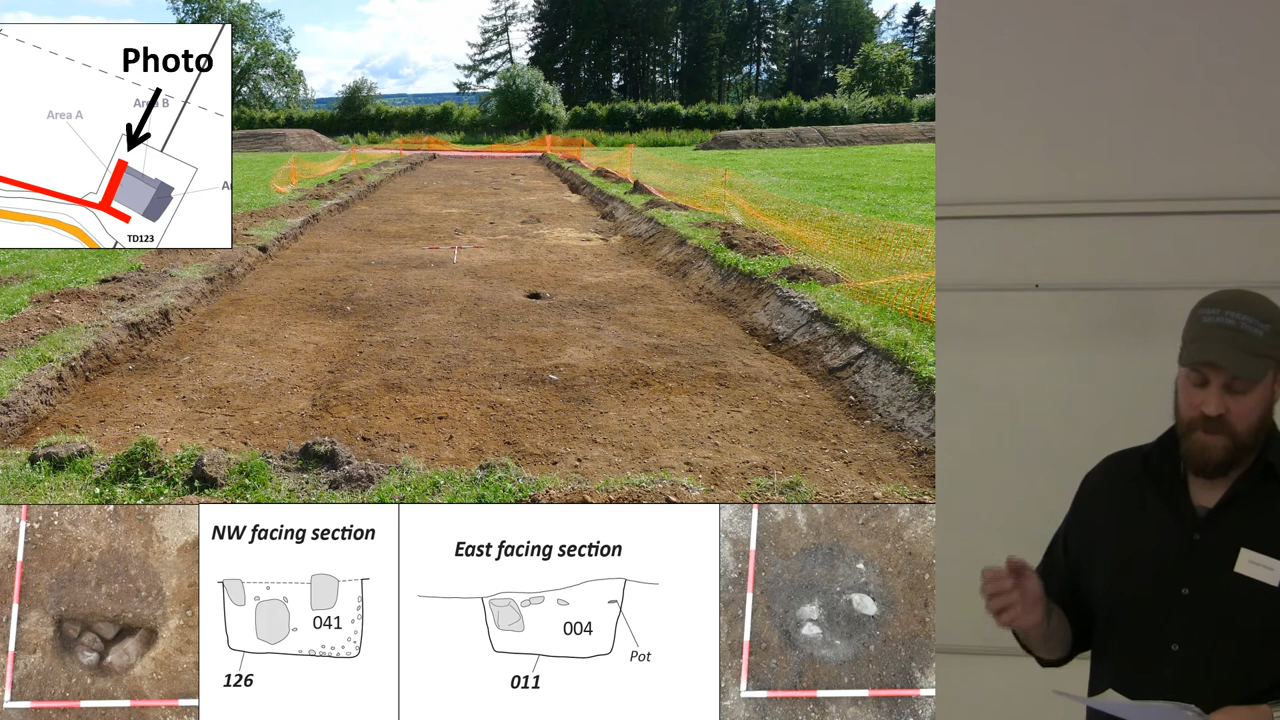 Photo
Area B
Area A
TD123
NW facing section
041
126
East facing section
004
Pot
011